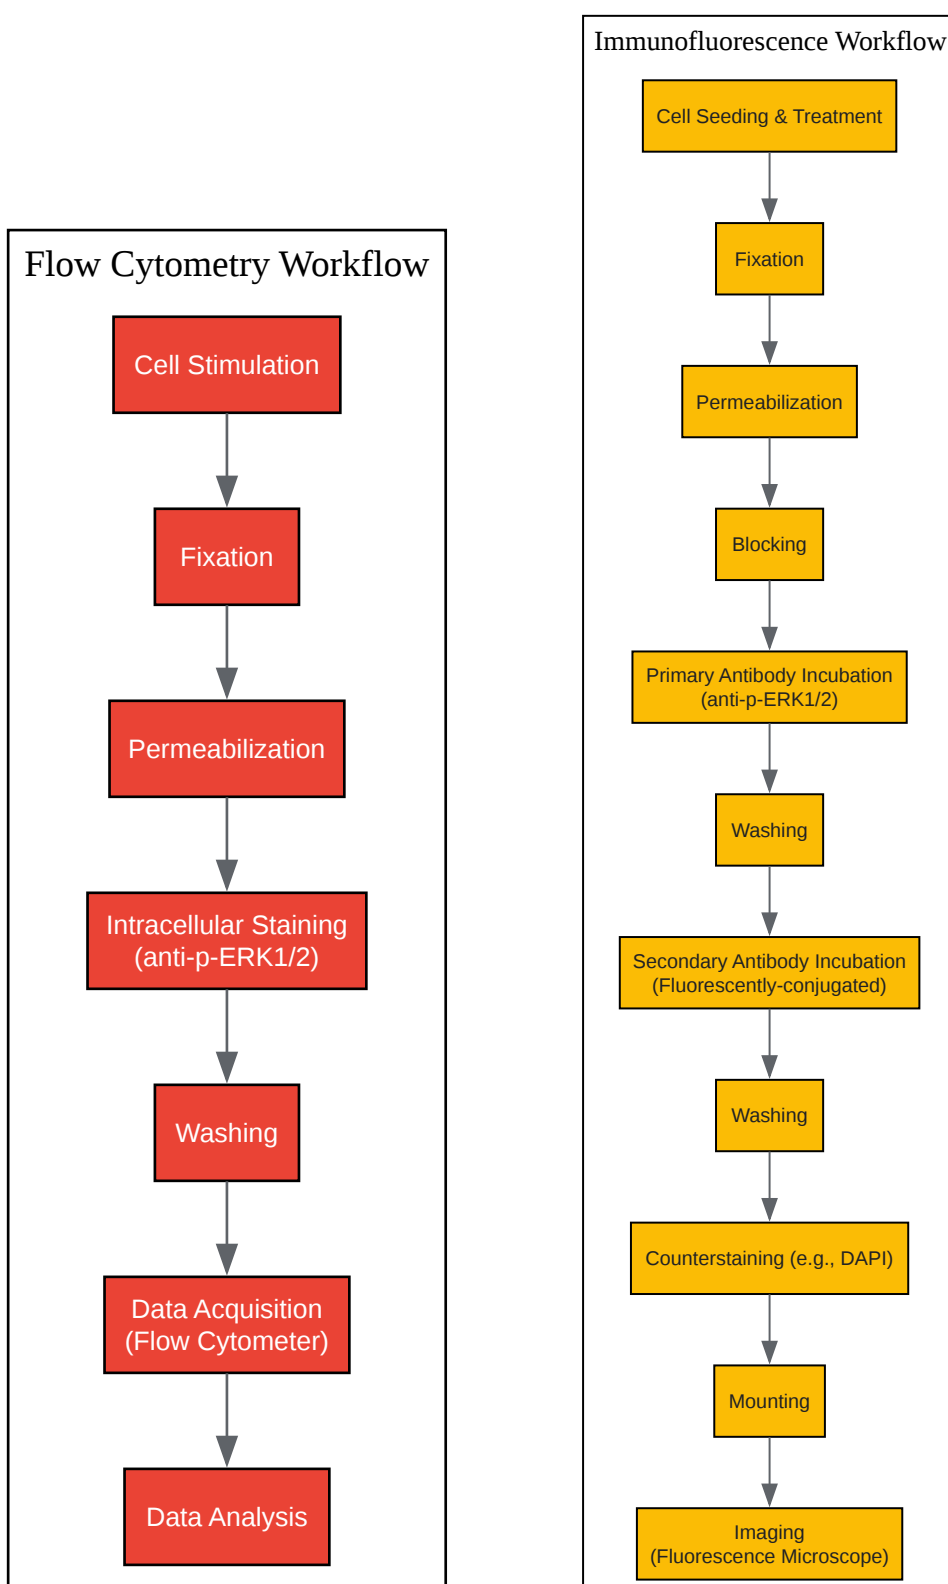 Flow Cytometry Workflow
Cell Stimulation
Fixation
Permeabilization
Intracellular Staining
(anti-p-ERK1/2)
Washing
Data Acquisition
(Flow Cytometer)
Data Analysis
Immunofluorescence Workflow
Cell Seeding & Treatment
Fixation
Permeabilization
Blocking
Primary Antibody Incubation
(anti-p-ERK1/2)
Washing
Secondary Antibody Incubation
(Fluorescently-conjugated)
Washing
Counterstaining (e.g., DAPI)
Mounting
Imaging
(Fluorescence Microscope)